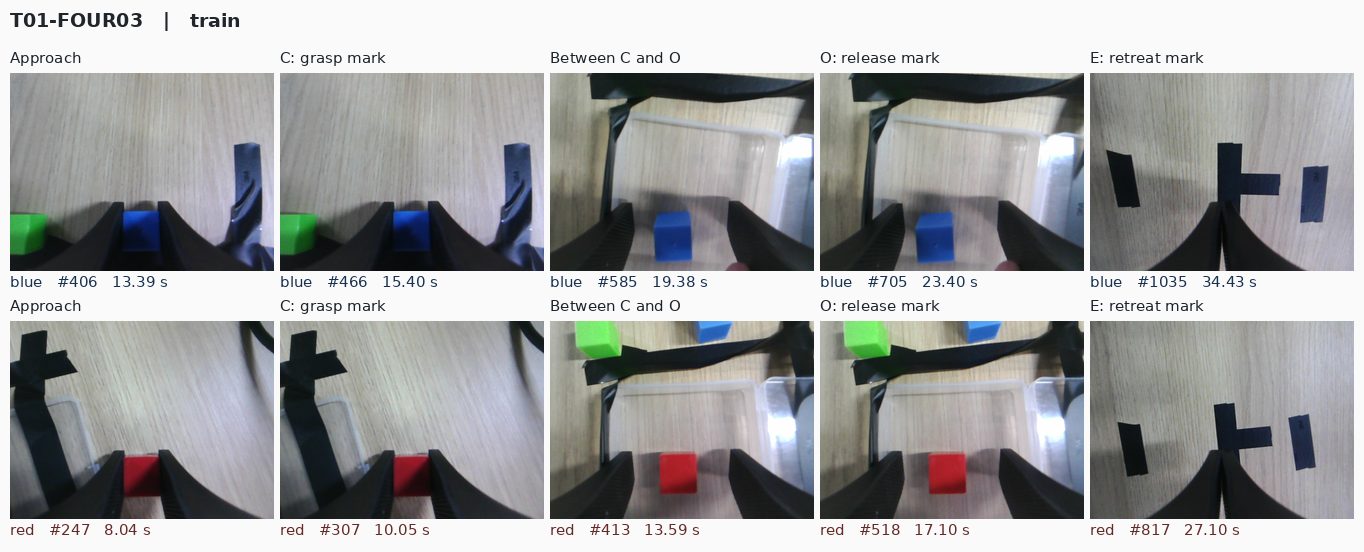 T01-FOUR03 | train
Approach
C: grasp mark
Between C and O
O: release mark
E: retreat mark
blue #406 13.39 s
blue #466 15.40 s
blue #585 19.38 s
blue #705 23.40 s
blue #1035 34.43 s
Approach
C: grasp mark
Between C and O
O: release mark
E: retreat mark
red #247 8.04 s
red #307 10.05 s
red #413 13.59 s
red #518 17.10 s
red #817 27.10 s